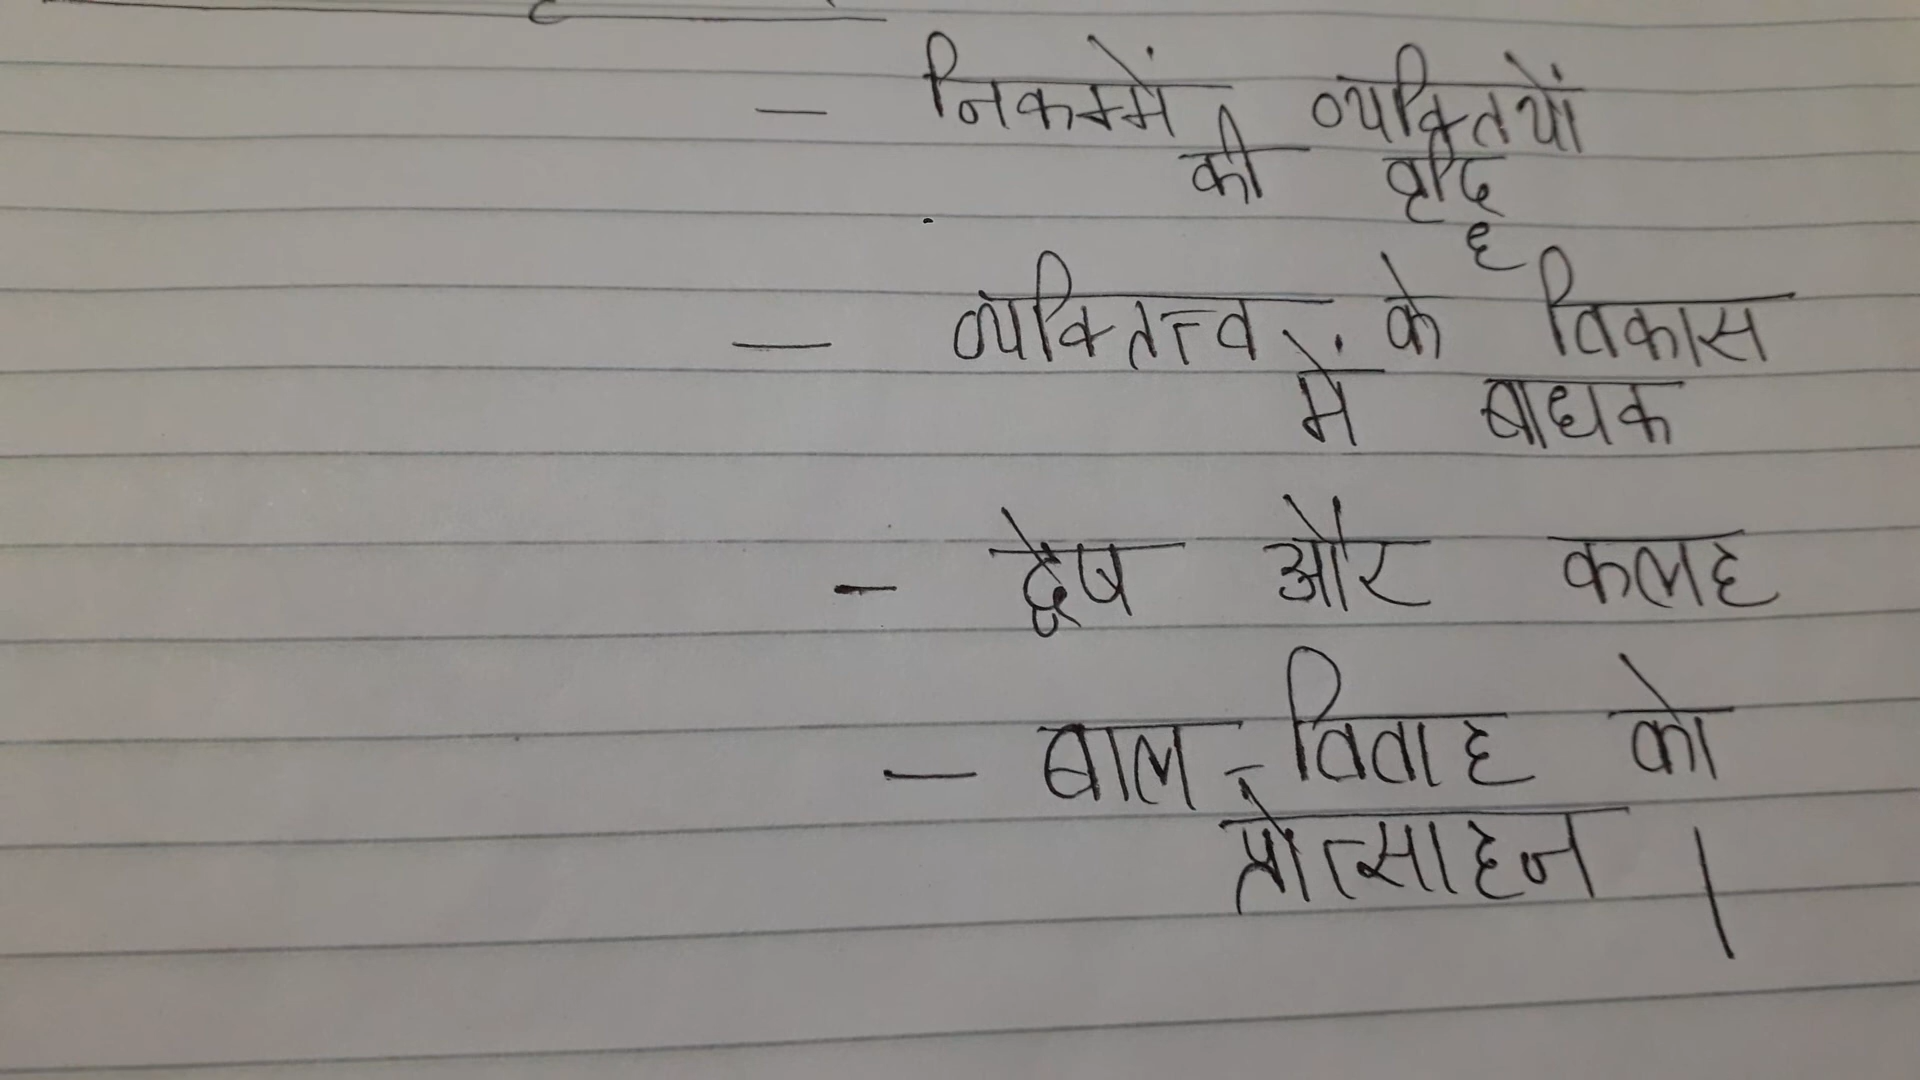 - निकम्में व्यक्तियों
की वृद्धि
- व्यक्तित्त्व के विकास
में बाधक
- द्वेष और कलह
- बाल-विवाह को
प्रोत्साहन।